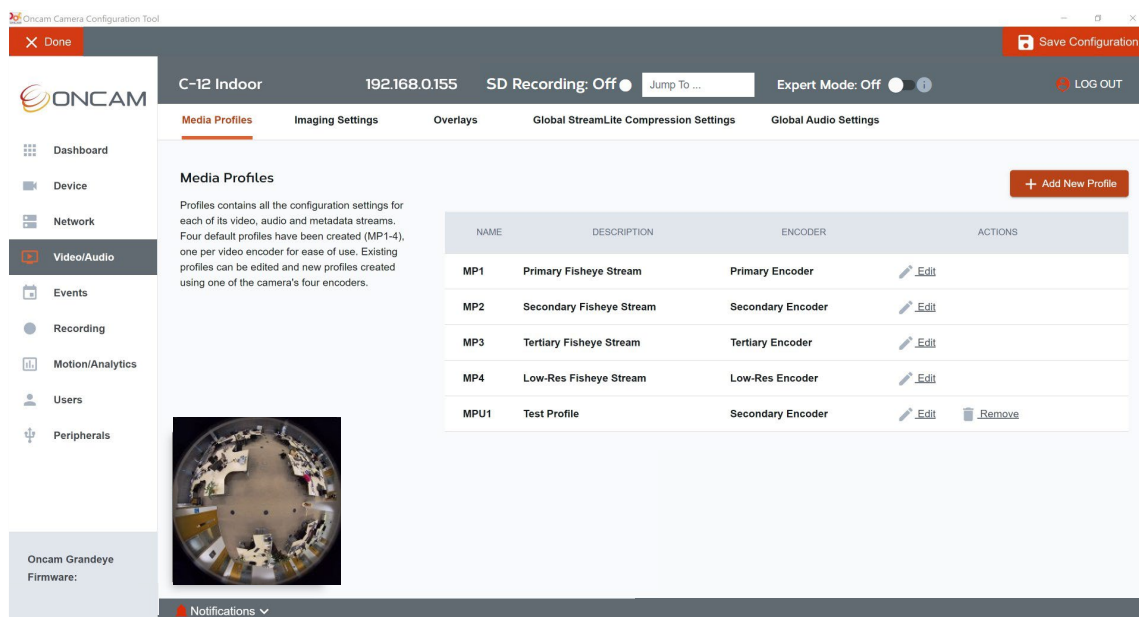 Oncam Camera Configuration Tool
Done
Save Configuration
ONCAM
C-12 Indoor 192.168.0.155 SD Recording: Off Jump To ... Expert Mode: Off i LOG OUT
Media Profiles Imaging Settings Overlays Global StreamLite Compression Settings Global Audio Settings
Dashboard
Device
Network
Video/Audio
Events
Recording
Motion/Analytics
Users
Peripherals
Oncam Grandeye
Firmware:
Media Profiles
Profiles contains all the configuration settings for
each of its video, audio and metadata streams.
Four default profiles have been created (MP1-4),
one per video encoder for ease of use. Existing
profiles can be edited and new profiles created
using one of the camera's four encoders.
Add New Profile
NAME DESCRIPTION ENCODER ACTIONS
MP1 Primary Fisheye Stream Primary Encoder Edit
MP2 Secondary Fisheye Stream Secondary Encoder Edit
MP3 Tertiary Fisheye Stream Tertiary Encoder Edit
MP4 Low-Res Fisheye Stream Low-Res Encoder Edit
MPU1 Test Profile Secondary Encoder Edit Remove
Notifications